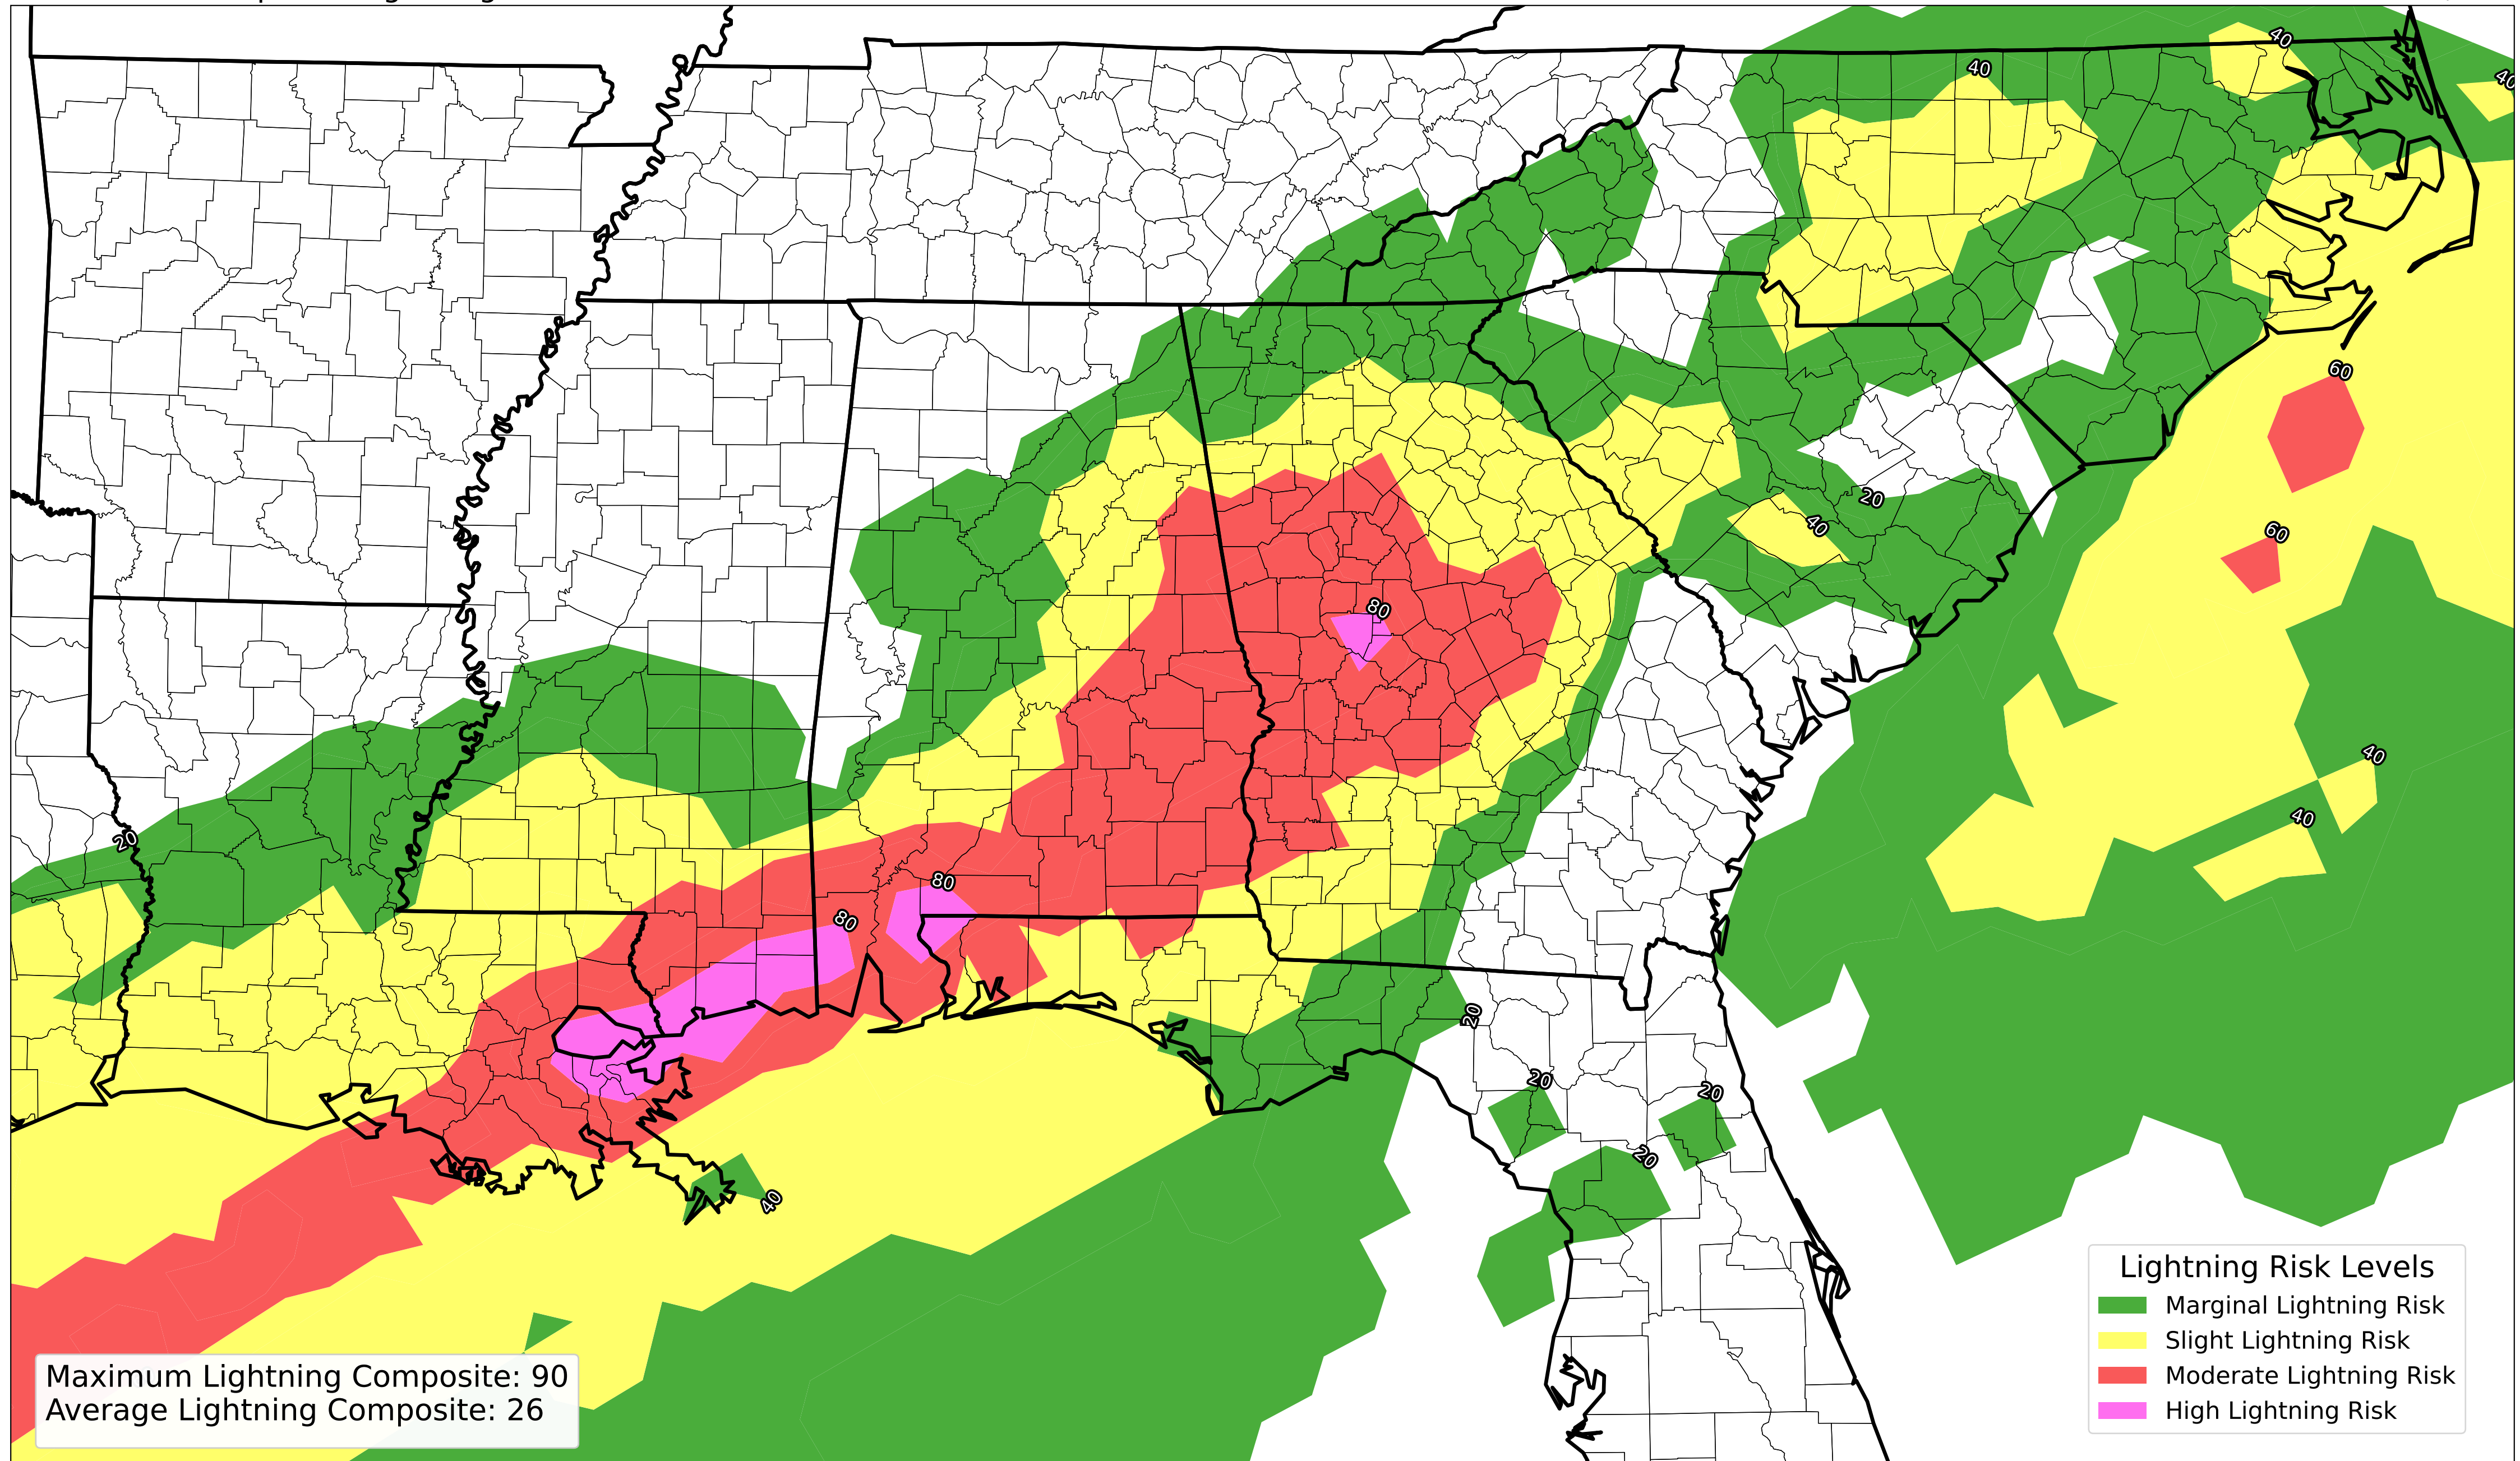 40
40
40
60
20
40
60
80
40
40
20
80
80
20
20
20
20
40
Lightning Risk Levels
Marginal Lightning Risk
Slight Lightning Risk
Moderate Lightning Risk
High Lightning Risk
Maximum Lightning Composite: 90
Average Lightning Composite: 26